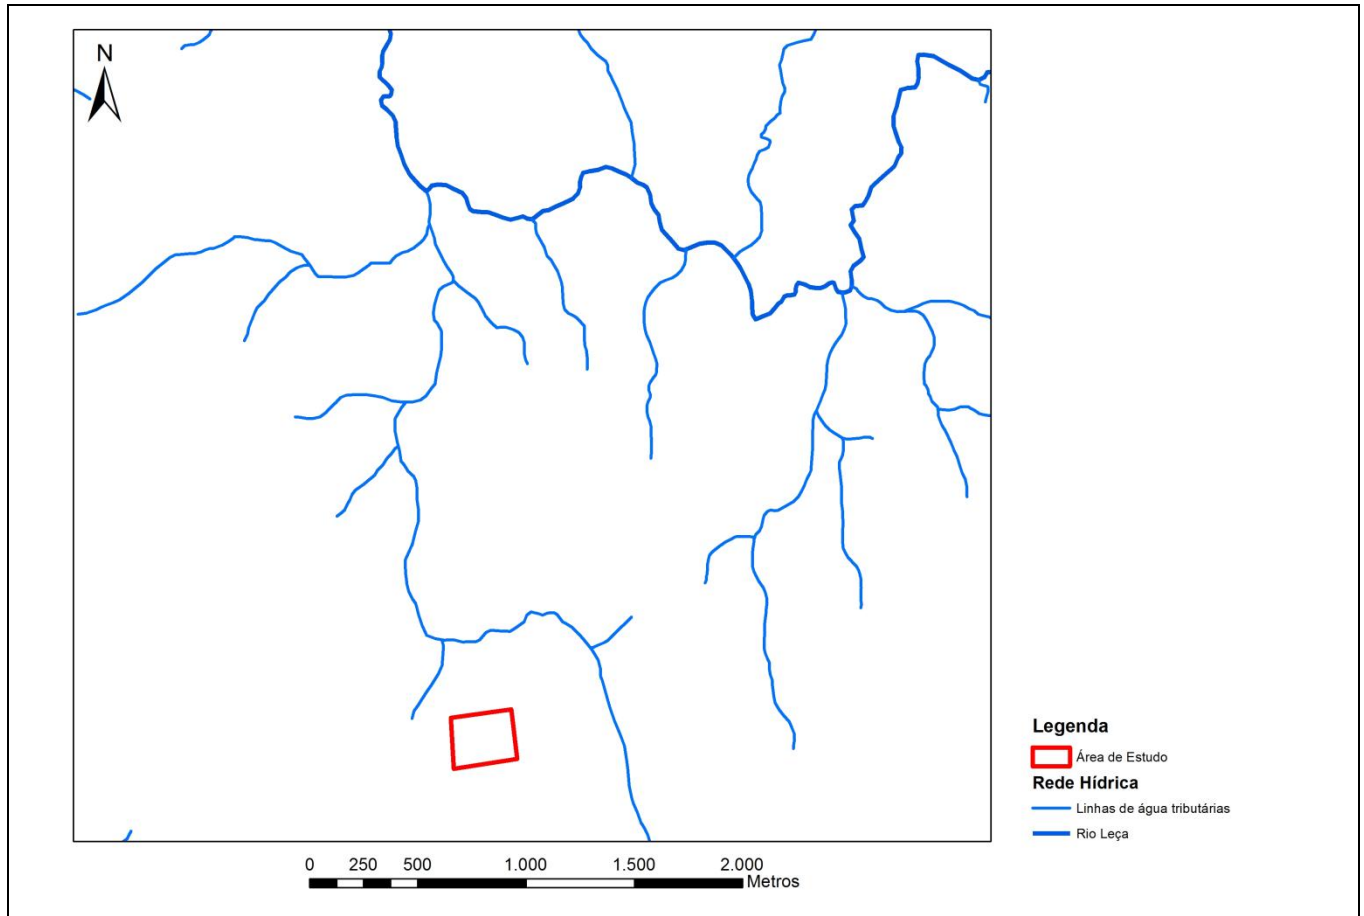 N
Legenda
Área de Estudo
Rede Hídrica
Linhas de água tributárias
Rio Leça
0 250 500 1.000 1.500 2.000
Metros